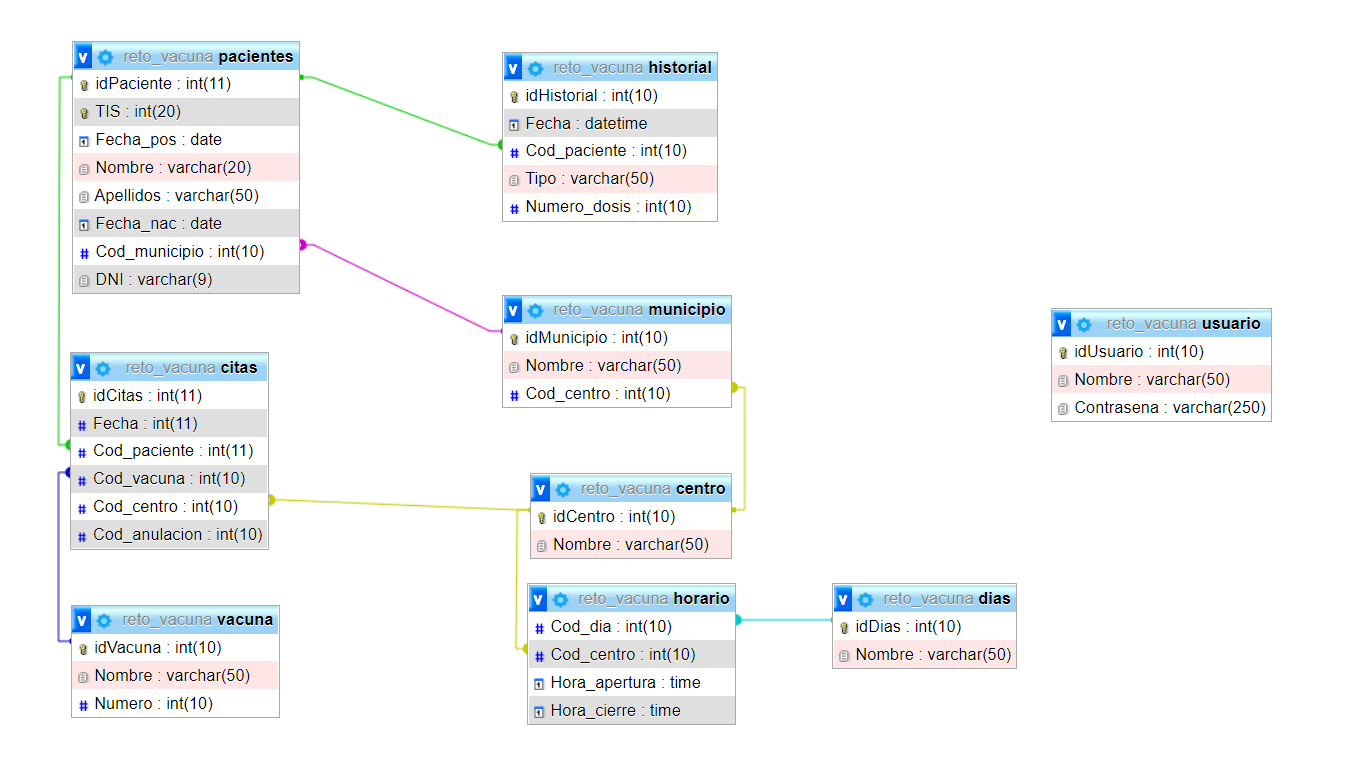 v reto_vacuna pacientes
idPaciente : int(11)
TIS : int(20)
Fecha_pos : date
Nombre : varchar(20)
Apellidos : varchar(50)
Fecha_nac : date
# Cod_municipio : int(10)
DNI : varchar(9)
v reto_vacuna historial
idHistorial : int(10)
Fecha : datetime
# Cod_paciente : int(10)
Tipo : varchar(50)
# Numero_dosis : int(10)
v reto_vacuna municipio
idMunicipio : int(10)
Nombre : varchar(50)
# Cod_centro : int(10)
v reto_vacuna usuario
idUsuario : int(10)
Nombre : varchar(50)
Contrasena : varchar(250)
v reto_vacuna citas
idCitas : int(11)
# Fecha : int(11)
# Cod_paciente : int(11)
# Cod_vacuna : int(10)
# Cod_centro : int(10)
# Cod_anulacion : int(10)
v reto_vacuna centro
idCentro : int(10)
Nombre : varchar(50)
v reto_vacuna horario
# Cod_dia : int(10)
# Cod_centro : int(10)
Hora_apertura : time
Hora_cierre : time
v reto_vacuna dias
idDias : int(10)
Nombre : varchar(50)
v reto_vacuna vacuna
idVacuna : int(10)
Nombre : varchar(50)
# Numero : int(10)